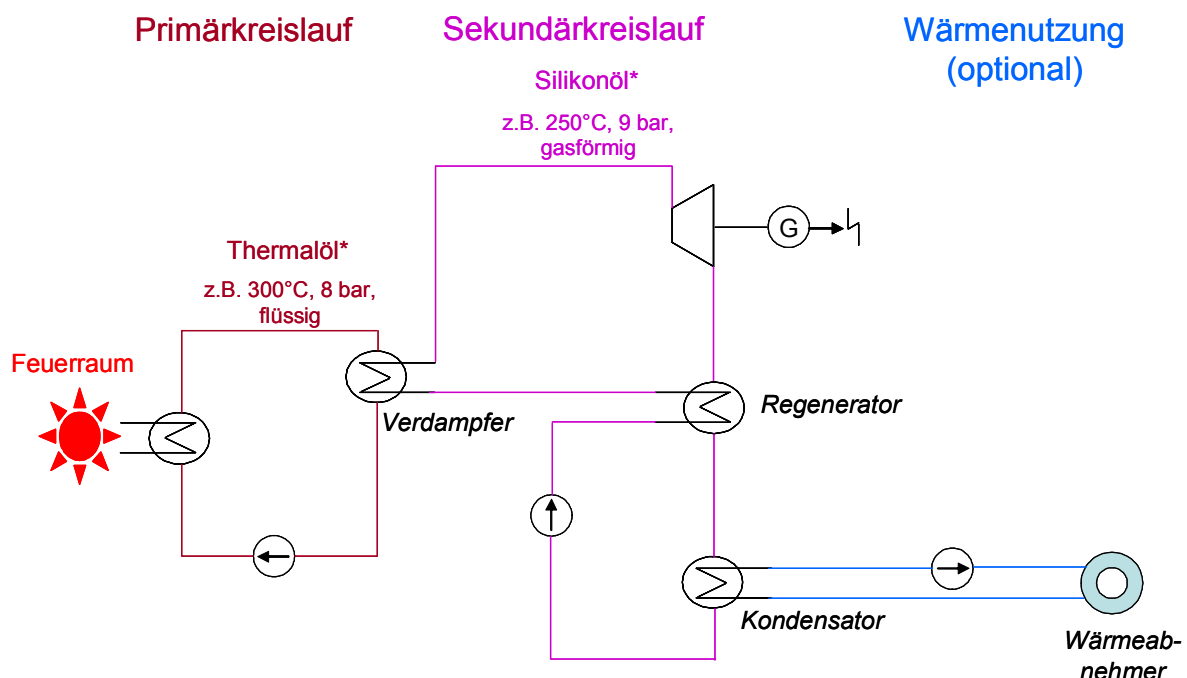 Primärkreislauf
Sekundärkreislauf
Wärmenutzung
(optional)
Silikonöl*
z.B. 250°C, 9 bar,
gasförmig
G
Thermalöl*
z.B. 300°C, 8 bar,
flüssig
Feuerraum
Verdampfer
Regenerator
Kondensator
Wärmeab-
nehmer